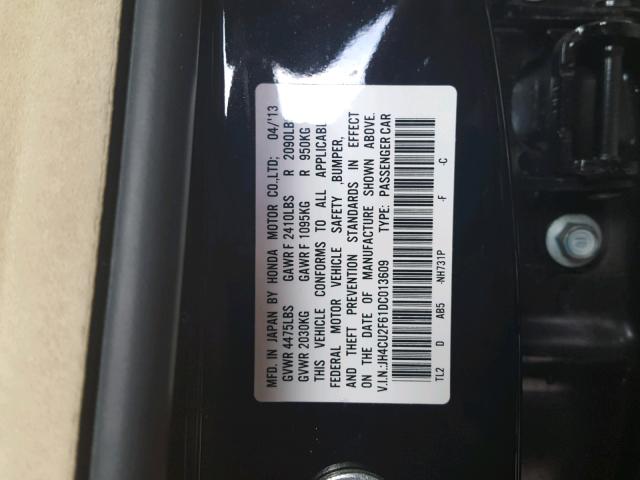 MFD. IN JAPAN BY HONDA MOTOR CO.,LTD; 04/'13
GVWR 4475LBS GAWR F 2410LBS R 2090LBS
GVWR 2030KG GAWR F 1095KG R 950KG
THIS VEHICLE CONFORMS TO ALL APPLICABLE
FEDERAL MOTOR VEHICLE SAFETY ,BUMPER,
AND THEFT PREVENTION STANDARDS IN EFFECT
ON THE DATE OF MANUFACTURE SHOWN ABOVE.
V.I.N.:JH4CU2F61DC013609 TYPE: PASSENGER CAR
TL2 D AB5 -NH731P -F -C